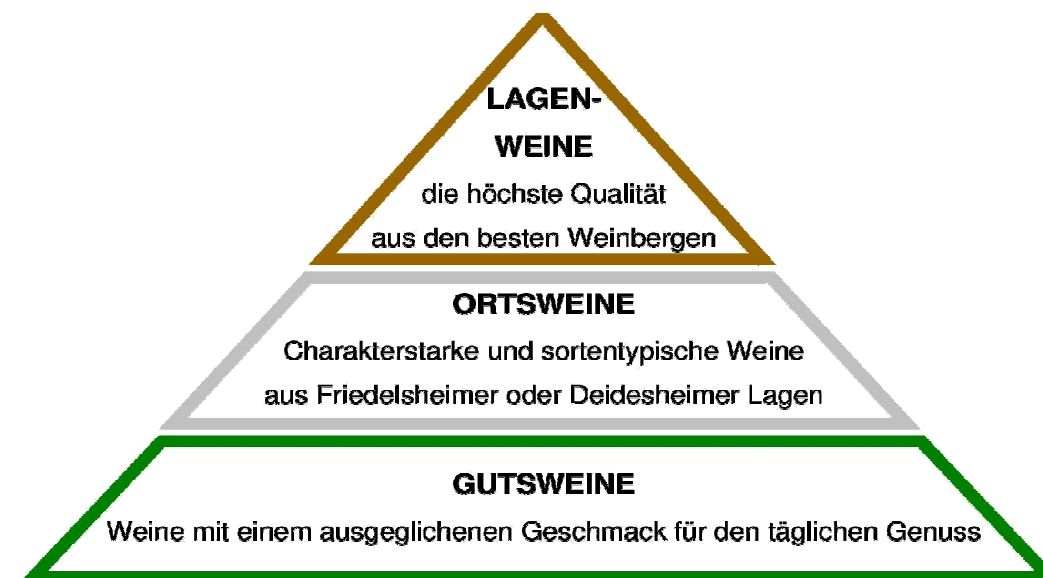 LAGEN-
WEINE
die höchste Qualität
aus den besten Weinbergen
ORTSWEINE
Charakterstarke und sortentypische Weine
aus Friedelsheimer oder Deidesheimer Lagen
GUTSWEINE
Weine mit einem ausgeglichenen Geschmack für den täglichen Genuss